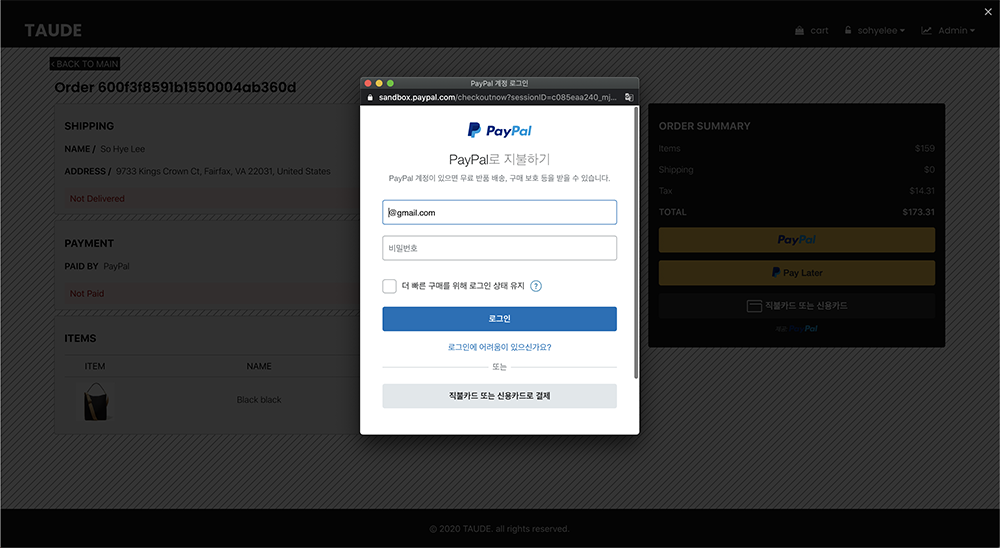 TAUDE
cart
sohyelee
Admin
< BACK TO MAIN
Order 600f3f8591b1550004ab360d
SHIPPING
NAME / So Hye Lee
ADDRESS / 9733 Kings Crown Ct, Fairfax, VA 22031, United States
Not Delivered
PAYMENT
PAID BY PayPal
Not Paid
ITEMS
ITEM NAME
Black black
PayPal 계정 로그인
sandbox.paypal.com/checkoutnow?sessionID=c085eaa240_mj...
PayPal
PayPal로 지불하기
PayPal 계정이 있으면 무료 반품 배송, 구매 보호 등을 받을 수 있습니다.
@gmail.com
비밀번호
더 빠른 구매를 위해 로그인 상태 유지 ?
로그인
로그인에 어려움이 있으신가요?
또는
직불카드 또는 신용카드로 결제
ORDER SUMMARY
Items $159
Shipping $0
Tax $14.31
TOTAL $173.31
PayPal
Pay Later
직불카드 또는 신용카드
PayPal
© 2020 TAUDE. all rights reserved.